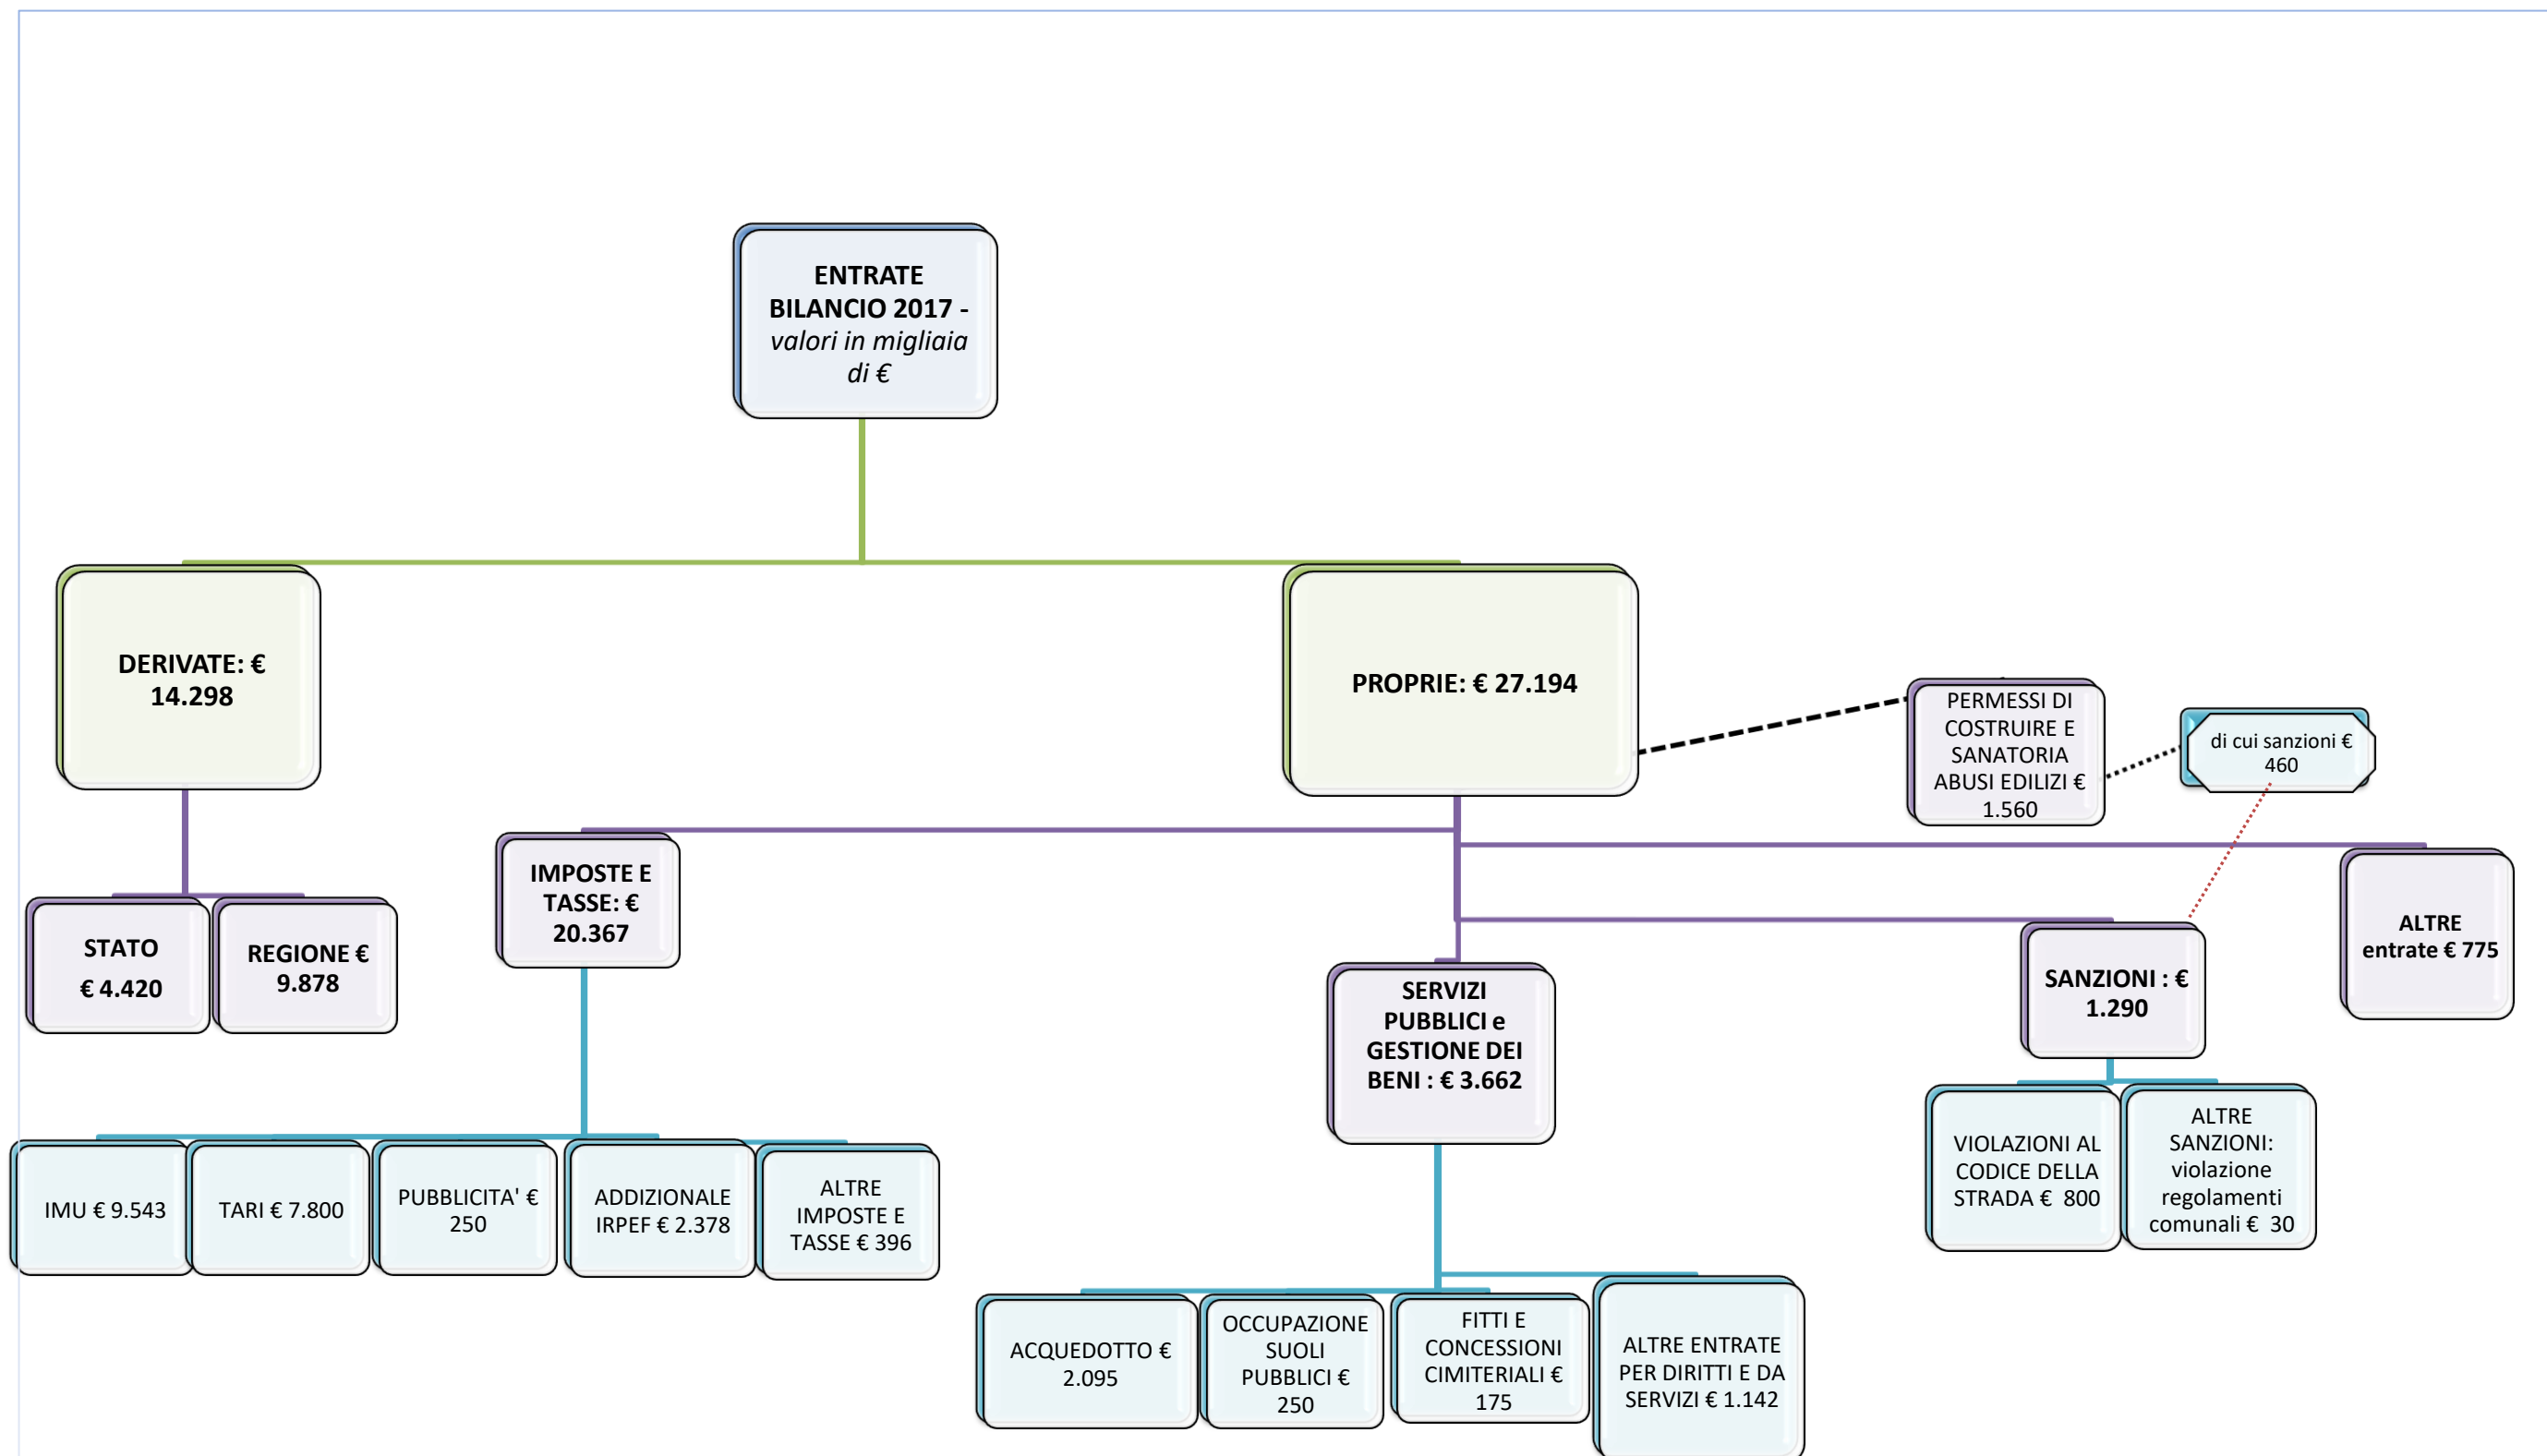 ENTRATE
BILANCIO 2017 -
valori in migliaia
di €
DERIVATE: €
14.298
PROPRIE: € 27.194
PERMESSI DI
COSTRUIRE E
SANATORIA
ABUSI EDILIZI €
1.560
di cui sanzioni €
460
STATO
€ 4.420
REGIONE €
9.878
IMPOSTE E
TASSE: €
20.367
SERVIZI
PUBBLICI e
GESTIONE DEI
BENI : € 3.662
SANZIONI : €
1.290
ALTRE
entrate € 775
IMU € 9.543
TARI € 7.800
PUBBLICITA' €
250
ADDIZIONALE
IRPEF € 2.378
ALTRE
IMPOSTE E
TASSE € 396
ACQUEDOTTO €
2.095
OCCUPAZIONE
SUOLI
PUBBLICI €
250
FITTI E
CONCESSIONI
CIMITERIALI €
175
ALTRE ENTRATE
PER DIRITTI E DA
SERVIZI € 1.142
VIOLAZIONI AL
CODICE DELLA
STRADA €  800
ALTRE
SANZIONI:
violazione
regolamenti
comunali €  30